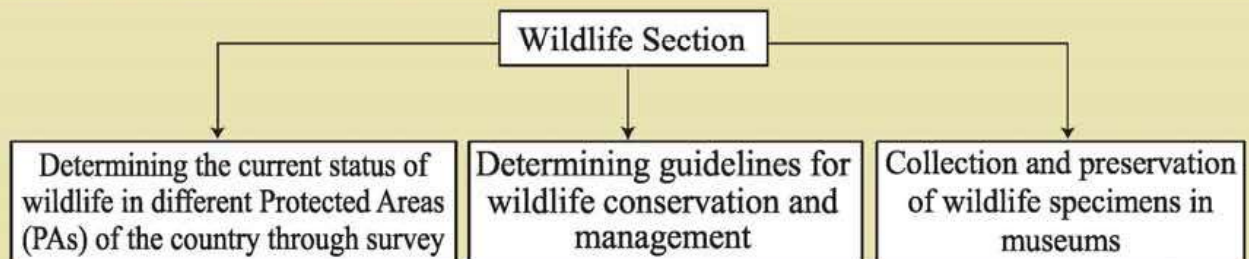 Wildlife Section
Determining the current status of
wildlife in different Protected Areas
(PAs) of the country through survey
Determining guidelines for
wildlife conservation and
management
Collection and preservation
of wildlife specimens in
museums